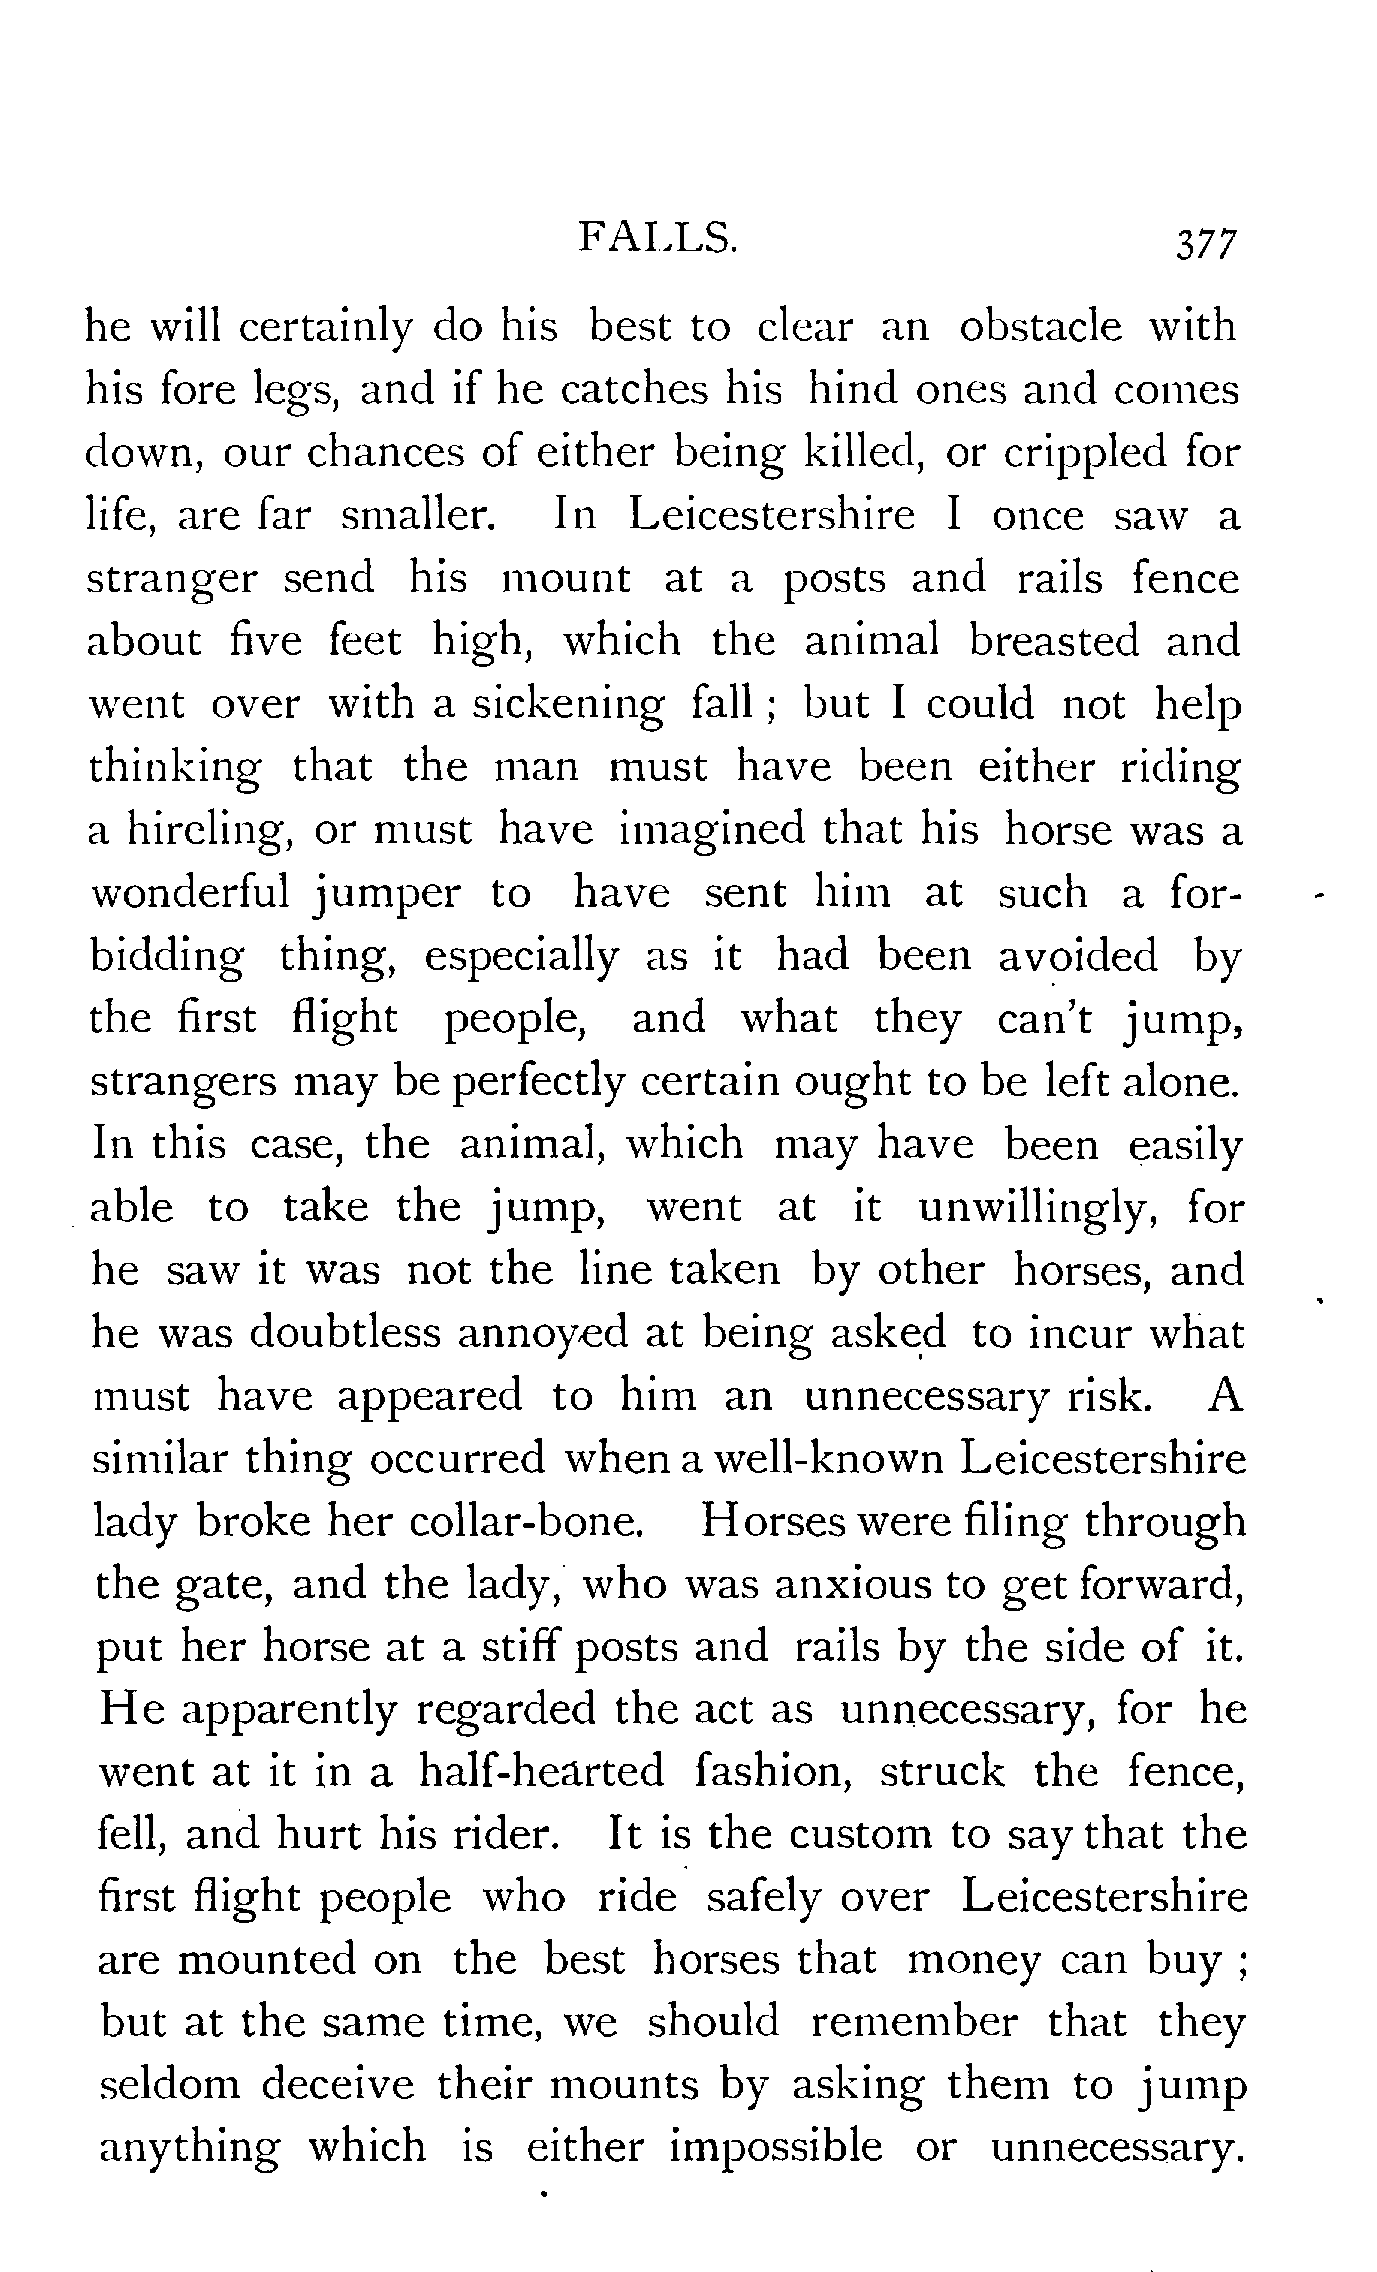 FALLS. 377
he will certainly do his best to clear an obstacle with
his fore legs, and if he catches his hind ones and comes
down, our chances of either being killed, or crippled for
life, are far smaller. In Leicestershire I once saw a
stranger send his mount at a posts and rails fence
about five feet high, which the animal breasted and
went over with a sickening fall ; but I could not help
thinking that the man must have been either riding
a hireling, or must have imagined that his horse was a
wonderful jumper to have sent him at such a for-
bidding thing, especially as it had been avoided by
the first flight people, and what they can't jump,
strangers may be perfectly certain ought to be left alone.
In this case, the animal, which may have been easily
able to take the jump, went at it unwillingly, for
he saw it was not the line taken by other horses, and
he was doubtless annoyed at being asked to incur what
must have appeared to him an unnecessary risk. A
similar thing occurred when a well-known Leicestershire
lady broke her collar-bone. Horses were filing through
the gate, and the lady, who was anxious to get forward,
put her horse at a stiff posts and rails by the side of it.
He apparently regarded the act as unnecessary, for he
went at it in a half-hearted fashion, struck the fence,
fell, and hurt his rider. It is the custom to say that the
first flight people who ride safely over Leicestershire
are mounted on the best horses that money can buy ;
but at the same time, we should remember that they
seldom deceive their mounts by asking them to jump
anything which is either impossible or unnecessary.